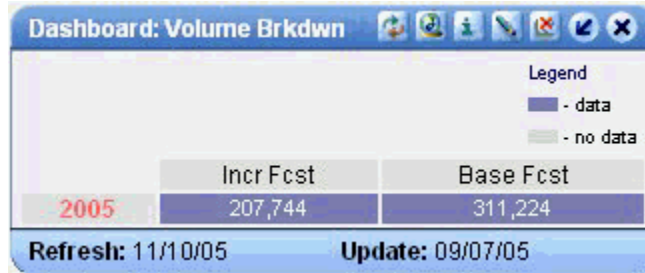 Dashboard: Volume Brkdwn
Legend
- data
- no data
Incr Fcst Base Fcst
2005 207,744 311,224
Refresh: 11/10/05 Update: 09/07/05